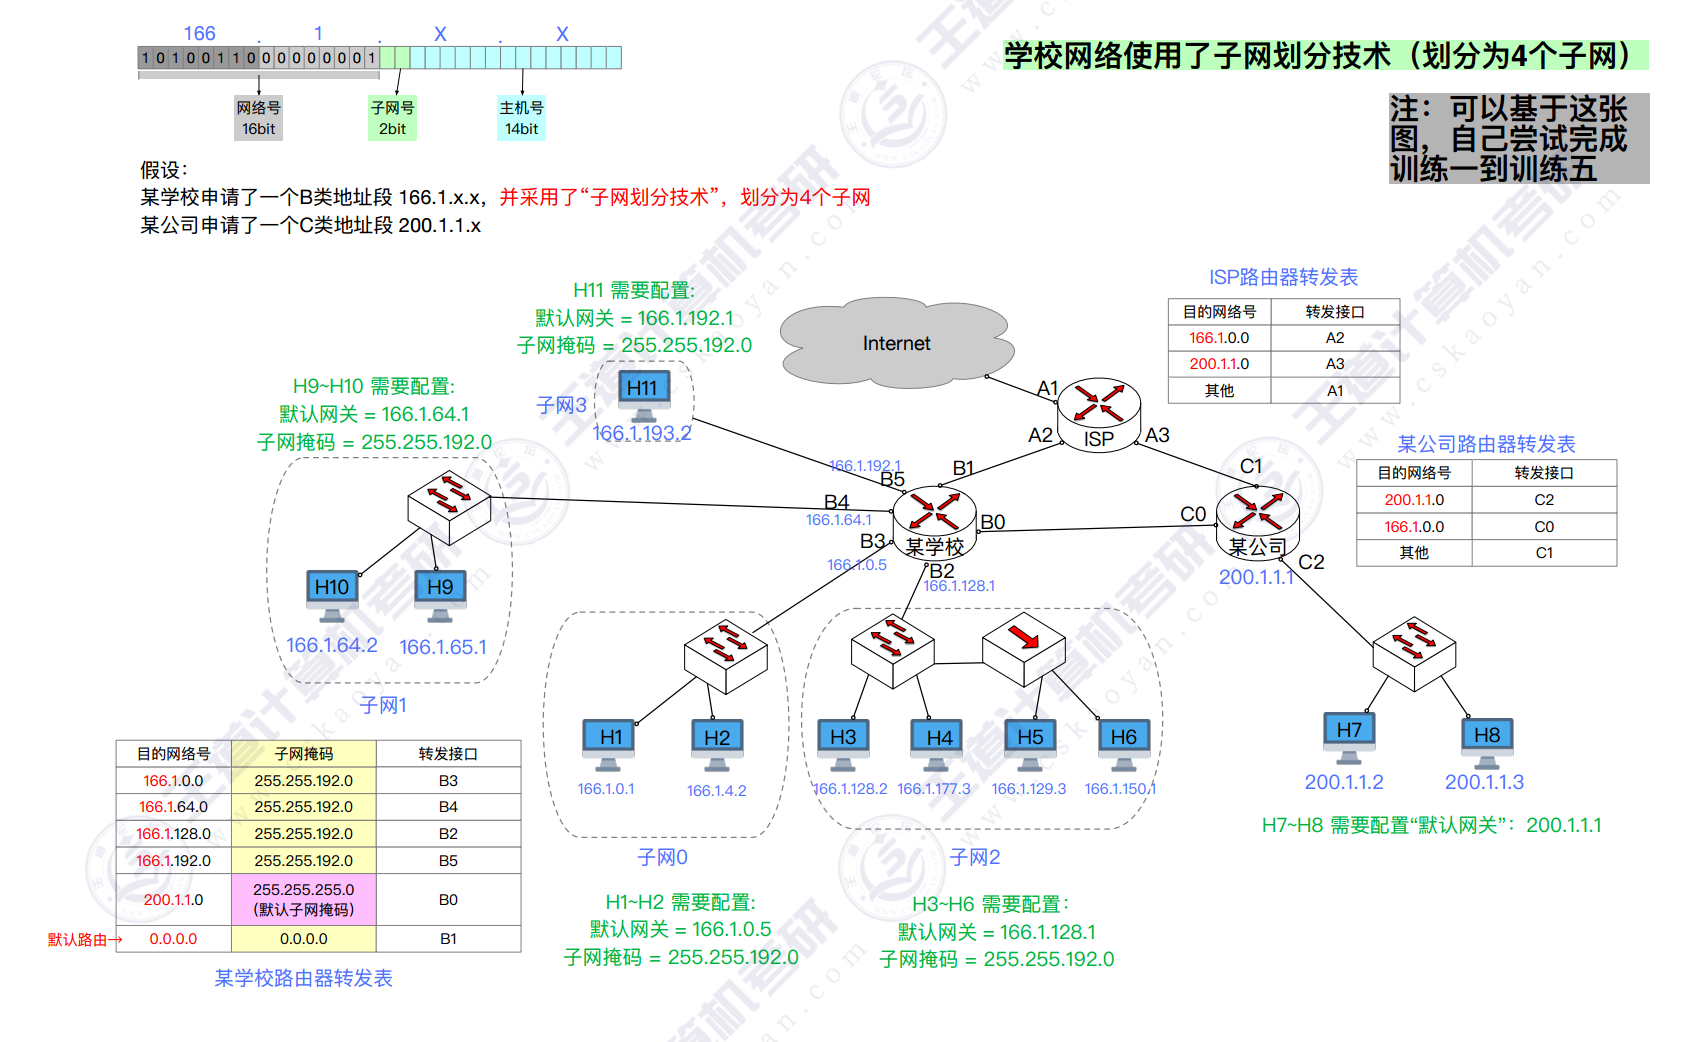 166 . 1 . X . X
1 0 1 0 0 1 1 0 0 0 0 0 0 0 0 1
网络号
16bit
子网号
2bit
主机号
14bit
学校网络使用了子网划分技术（划分为4个子网）
注：可以基于这张
图，自己尝试完成
训练一到训练五
假设：
某学校申请了一个B类地址段 166.1.x.x，并采用了“子网划分技术”，划分为4个子网
某公司申请了一个C类地址段 200.1.1.x
H11 需要配置:
默认网关 = 166.1.192.1
子网掩码 = 255.255.192.0
H11
子网3
166.1.193.2
Internet
ISP路由器转发表
目的网络号 转发接口
166.1.0.0 A2
200.1.1.0 A3
其他 A1
A1
A2
ISP
A3
某公司路由器转发表
目的网络号 转发接口
200.1.1.0 C2
166.1.0.0 C0
其他 C1
H9~H10 需要配置:
默认网关 = 166.1.64.1
子网掩码 = 255.255.192.0
166.1.192.1
B5
B1
B4
166.1.64.1
B3
166.1.0.5
某学校
B0
B2
166.1.128.1
C1
C0
某公司
200.1.1.1
C2
H10
H9
166.1.64.2
166.1.65.1
子网1
H1
H2
166.1.0.1
166.1.4.2
子网0
H3
H4
H5
H6
166.1.128.2
166.1.177.3
166.1.129.3
166.1.150.1
子网2
H7
H8
200.1.1.2
200.1.1.3
H7~H8 需要配置“默认网关”：200.1.1.1
目的网络号 子网掩码 转发接口
166.1.0.0 255.255.192.0 B3
166.1.64.0 255.255.192.0 B4
166.1.128.0 255.255.192.0 B2
166.1.192.0 255.255.192.0 B5
200.1.1.0 255.255.255.0 B0
(默认子网掩码)
默认路由→ 0.0.0.0 0.0.0.0 B1
某学校路由器转发表
H1~H2 需要配置:
默认网关 = 166.1.0.5
子网掩码 = 255.255.192.0
H3~H6 需要配置：
默认网关 = 166.1.128.1
子网掩码 = 255.255.192.0
王道计算机考研
www.cskaoyan.com